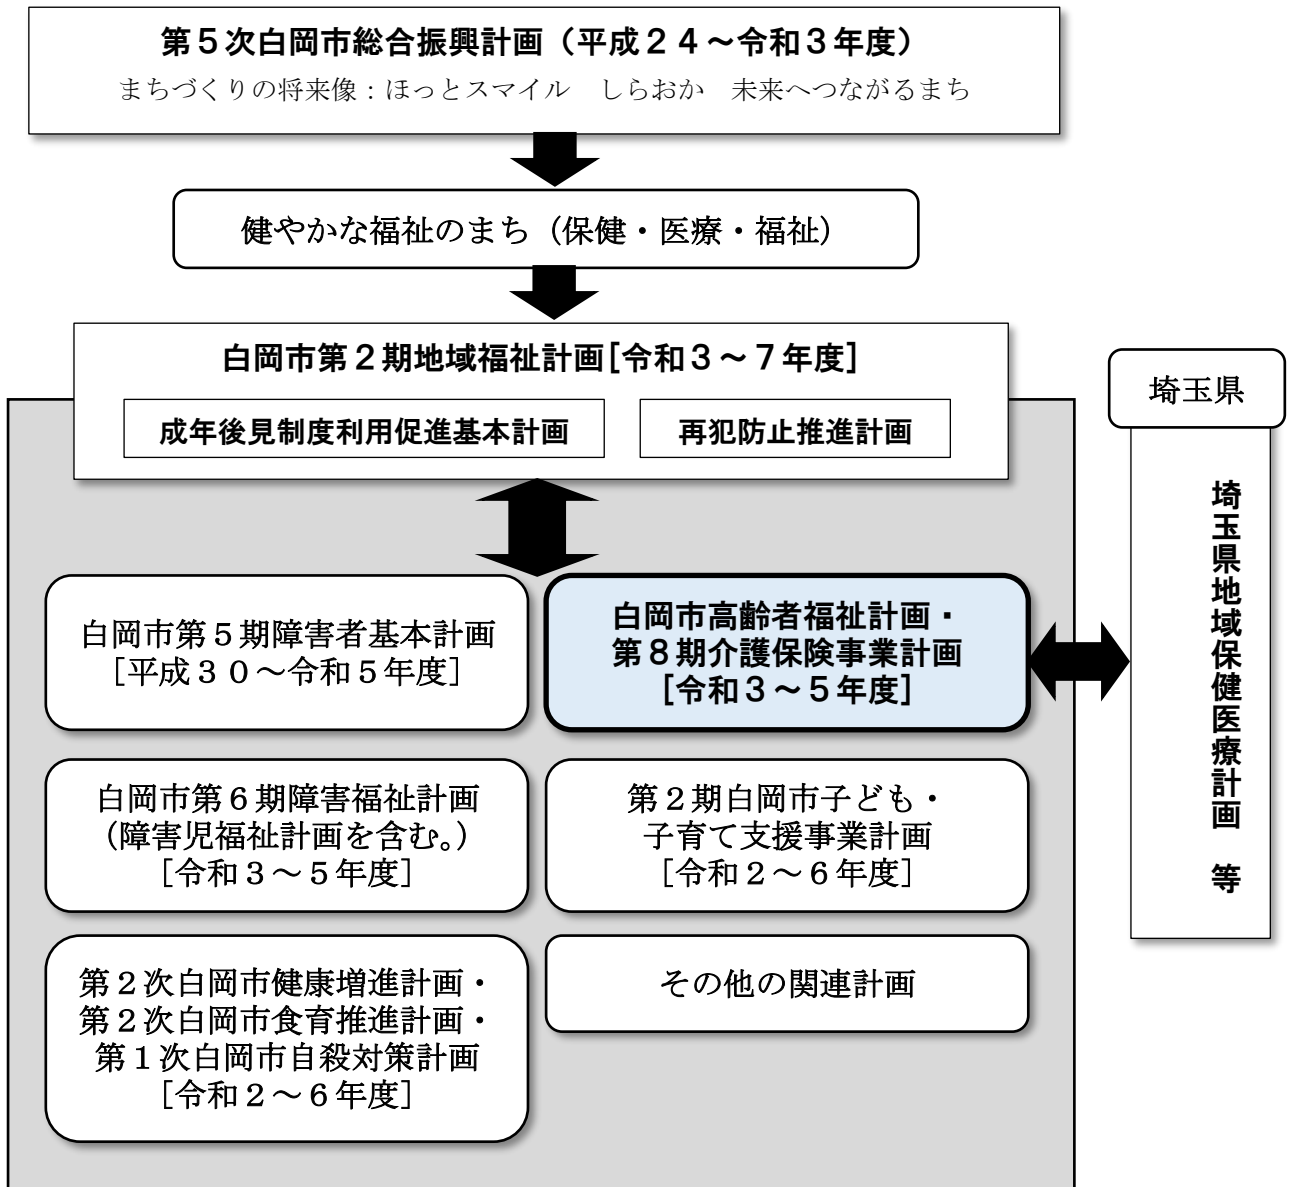 第５次白岡市総合振興計画（平成２４～令和３年度）
まちづくりの将来像：ほっとスマイル　しらおか　未来へつながるまち
健やかな福祉のまち（保健・医療・福祉）
白岡市第２期地域福祉計画[令和３～７年度]
成年後見制度利用促進基本計画
再犯防止推進計画
埼玉県
埼玉県地域保健医療計画　等
白岡市第５期障害者基本計画
[平成３０～令和５年度]
白岡市高齢者福祉計画・
第８期介護保険事業計画
[令和３～５年度]
白岡市第６期障害福祉計画
（障害児福祉計画を含む。）
[令和３～５年度]
第２期白岡市子ども・
子育て支援事業計画
[令和２～６年度]
第２次白岡市健康増進計画・
第２次白岡市食育推進計画・
第１次白岡市自殺対策計画
[令和２～６年度]
その他の関連計画